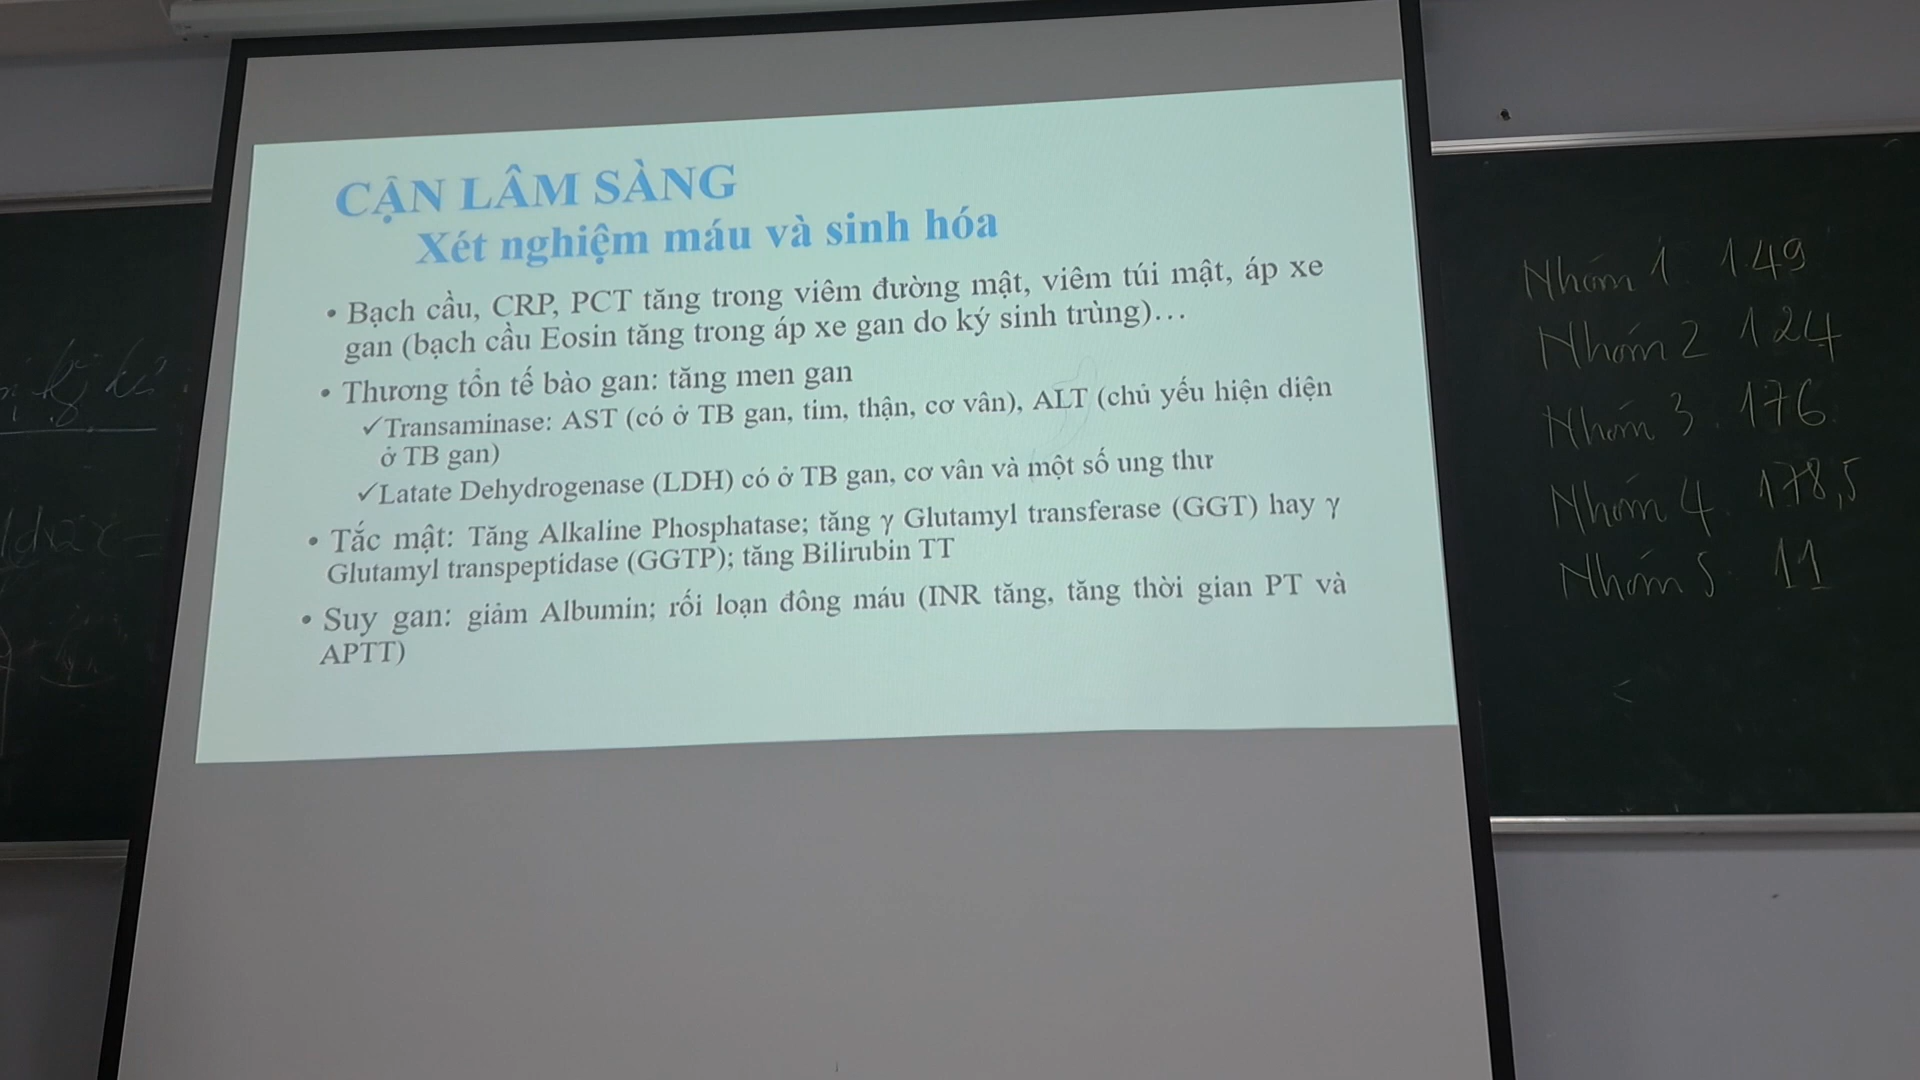 CẬN LÂM SÀNG
Xét nghiệm máu và sinh hóa
• Bạch cầu, CRP, PCT tăng trong viêm đường mật, viêm túi mật, áp xe
gan (bạch cầu Eosin tăng trong áp xe gan do ký sinh trùng)…
• Thương tổn tế bào gan: tăng men gan
✓Transaminase: AST (có ở TB gan, tim, thận, cơ vân), ALT (chủ yếu hiện diện
ở TB gan)
✓Latate Dehydrogenase (LDH) có ở TB gan, cơ vân và một số ung thư
• Tắc mật: Tăng Alkaline Phosphatase; tăng γ Glutamyl transferase (GGT) hay γ
Glutamyl transpeptidase (GGTP); tăng Bilirubin TT
• Suy gan: giảm Albumin; rối loạn đông máu (INR tăng, tăng thời gian PT và
APTT)
Nhóm 1 149
Nhóm 2 124
Nhóm 3. 176
Nhóm 4. 178,5
Nhóm 5 11